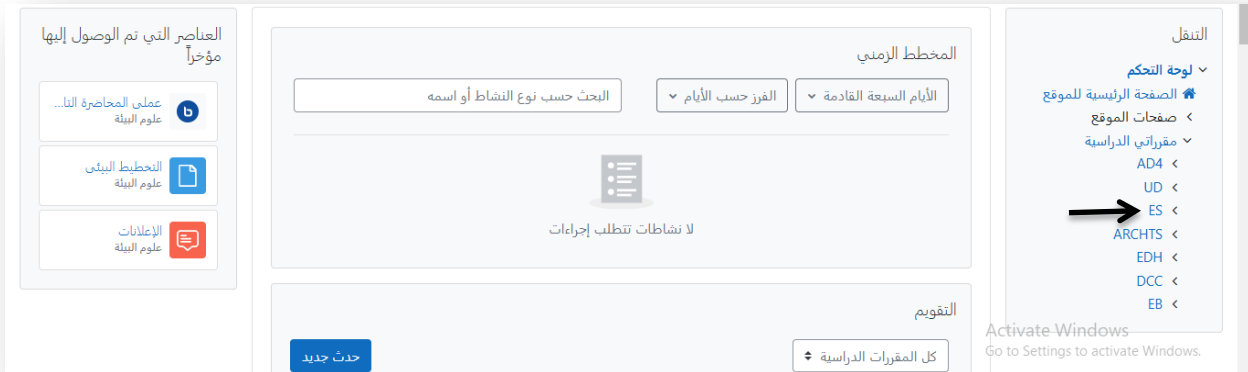 التنقل
لوحة التحكم
الصفحة الرئيسية للموقع
صفحات الموقع
مقرراتي الدراسية
AD4
UD
ES
ARCHTS
EDH
DCC
EB
المخطط الزمني
الأيام السبعة القادمة
الفرز حسب الأيام
البحث حسب نوع النشاط أو اسمه
لا نشاطات تتطلب إجراءات
التقويم
كل المقررات الدراسية
حدث جديد
العناصر التي تم الوصول إليها
مؤخراً
عملى المحاضرة الثا...
علوم البيئة
التخطيط البيئى
علوم البيئة
الإعلانات
علوم البيئة
Activate Windows
Go to Settings to activate Windows.